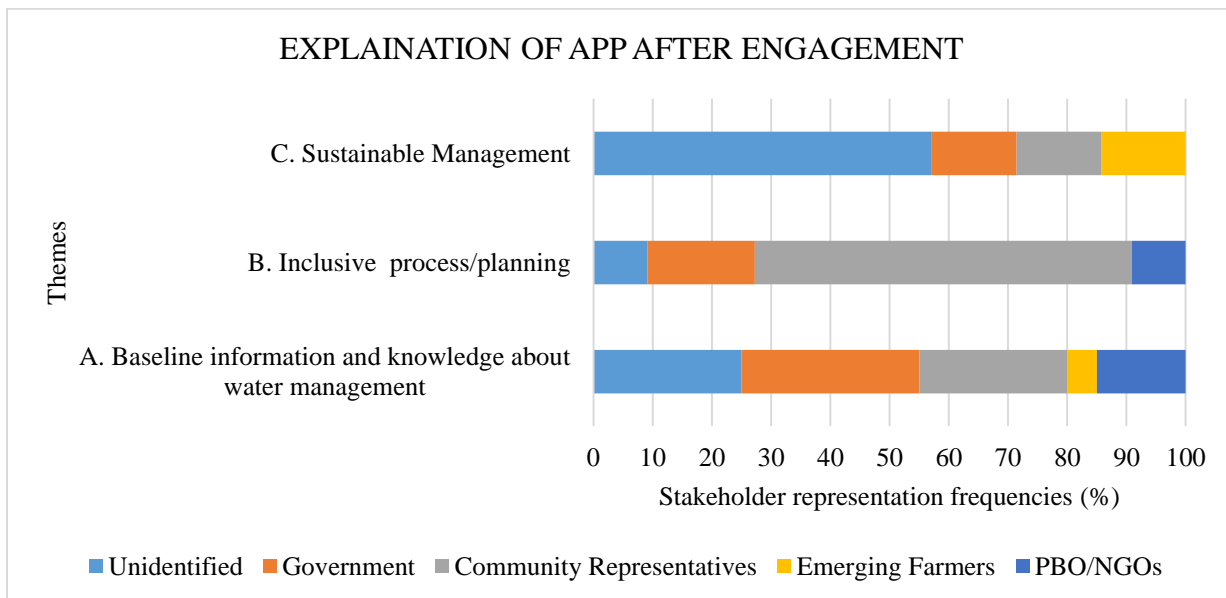 EXPLAINATION OF APP AFTER ENGAGEMENT
C. Sustainable Management
B. Inclusive process/planning
A. Baseline information and knowledge about
water management
Themes
0 10 20 30 40 50 60 70 80 90 100
Stakeholder representation frequencies (%)
Unidentified Government Community Representatives Emerging Farmers PBO/NGOs